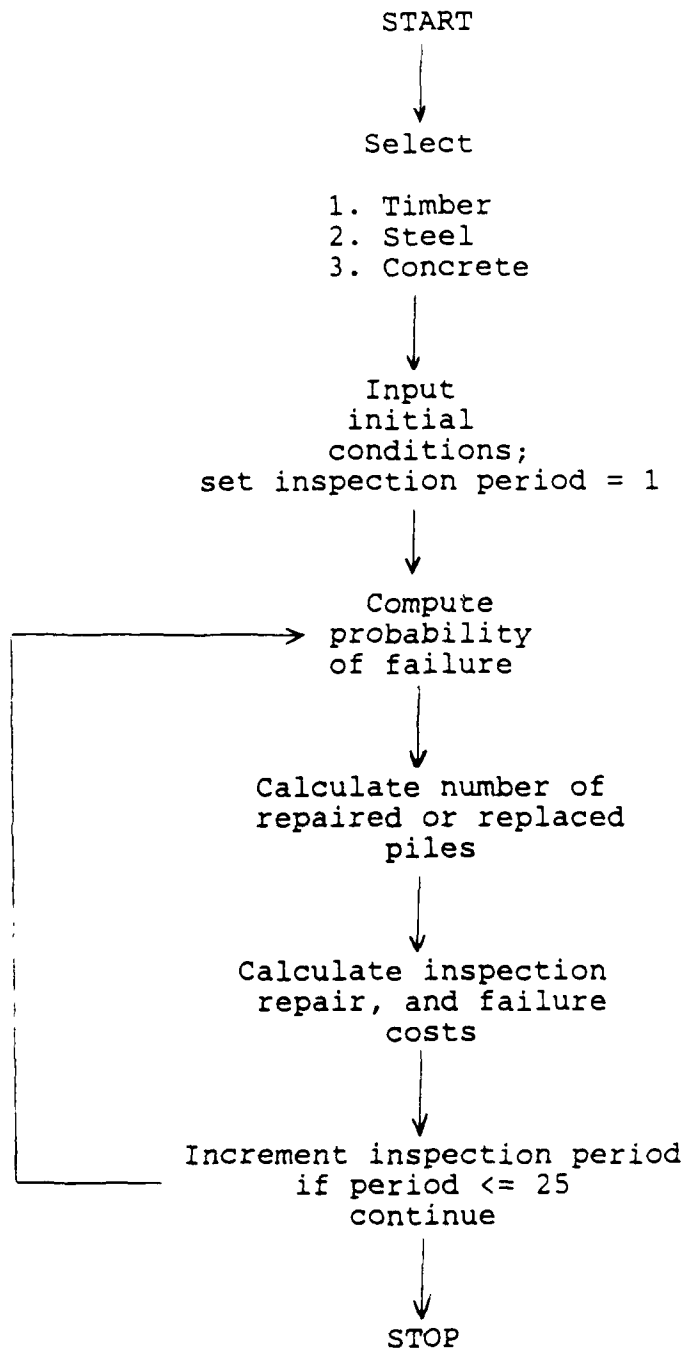 START
Select
1. Timber
2. Steel
3. Concrete
Input
initial
conditions;
set inspection period = 1
Compute
probability
of failure
Calculate number of
repaired or replaced
piles
Calculate inspection
repair, and failure
costs
Increment inspection period
if period <= 25
continue
STOP